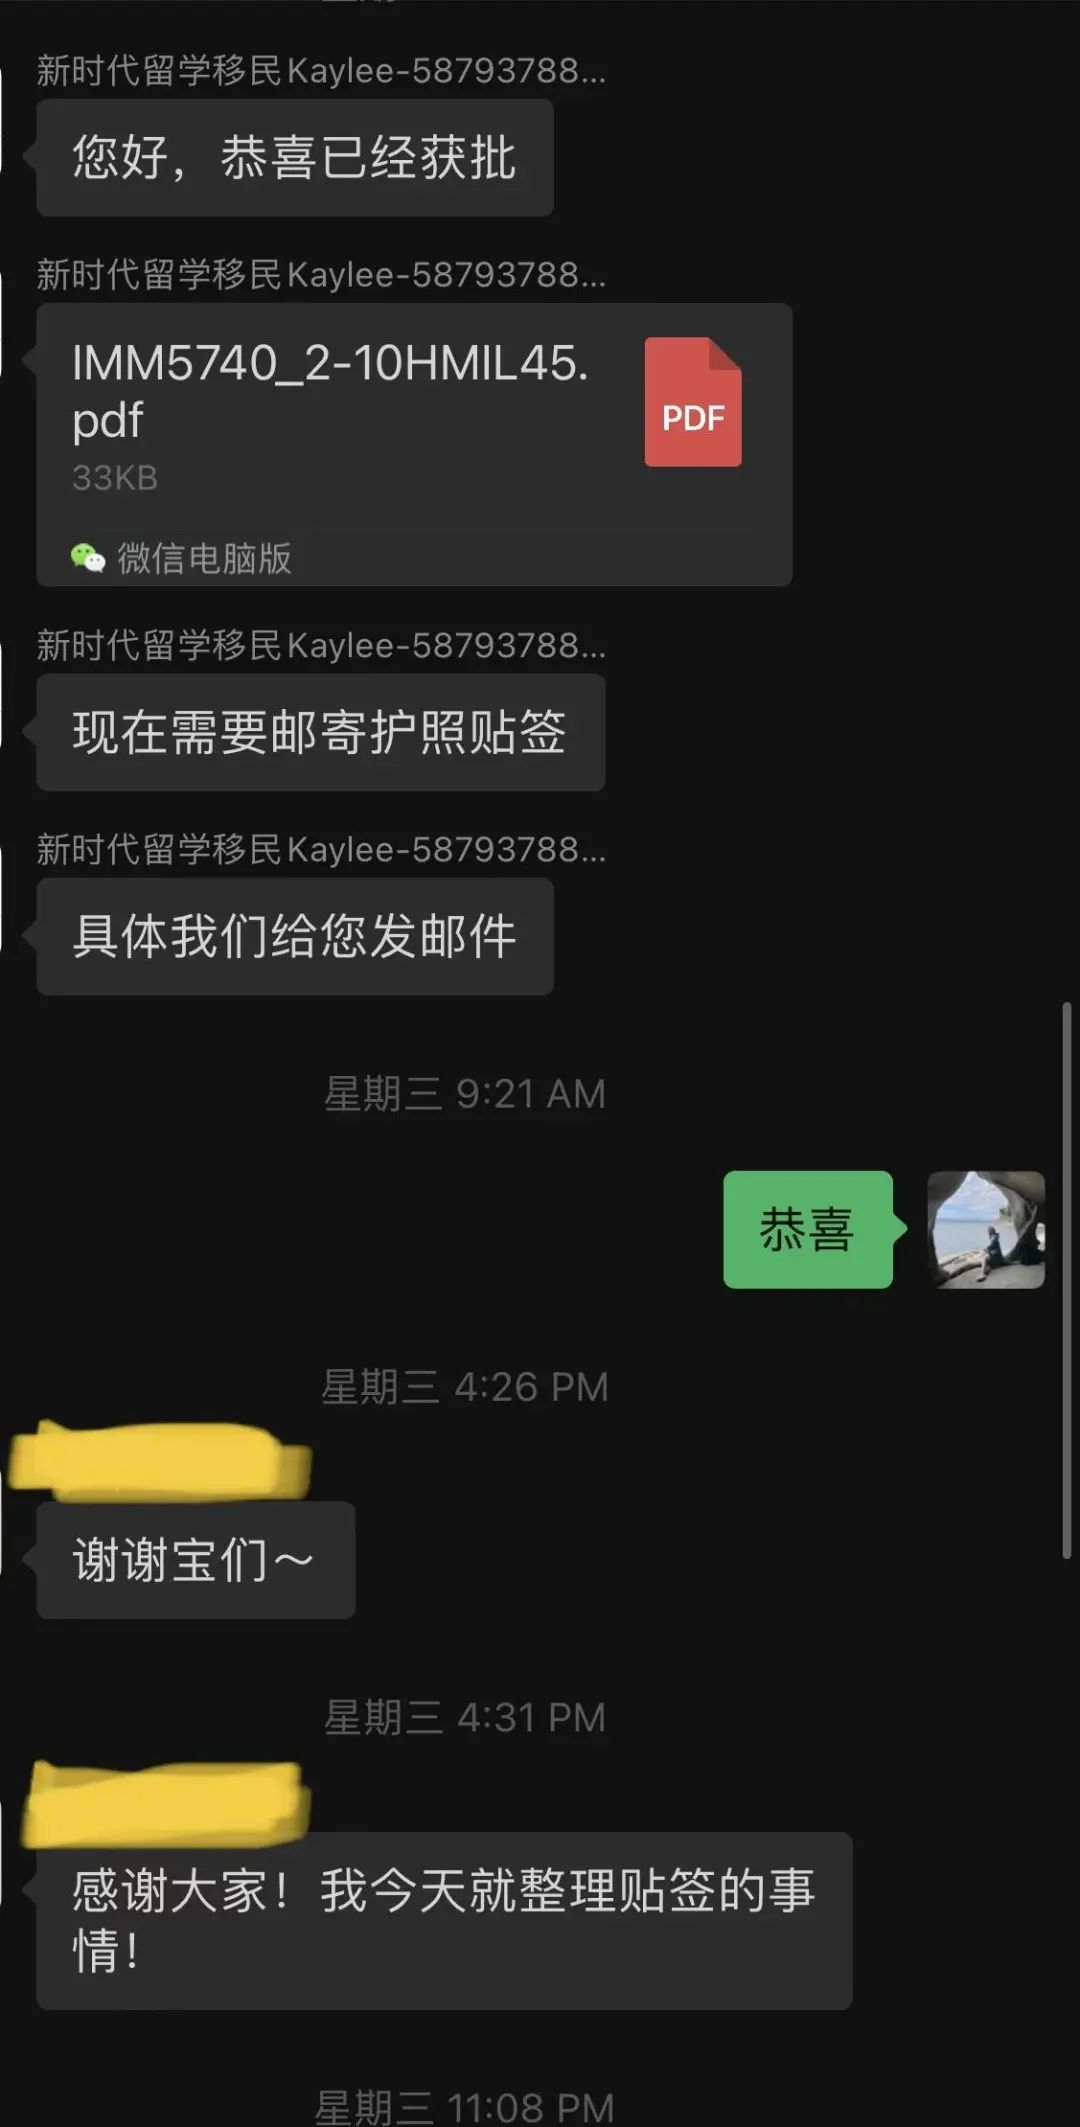 新时代留学移民Kaylee-58793788...
您好，恭喜已经获批
新时代留学移民Kaylee-58793788...
IMM5740_2-10HMIL45.
pdf
PDF
33KB
微信电脑版
新时代留学移民Kaylee-58793788...
现在需要邮寄护照贴签
新时代留学移民Kaylee-58793788...
具体我们给您发邮件
星期三 9:21 AM
恭喜
星期三 4:26 PM
谢谢宝们～
星期三 4:31 PM
感谢大家！我今天就整理贴签的事
情！
星期三 11:08 PM